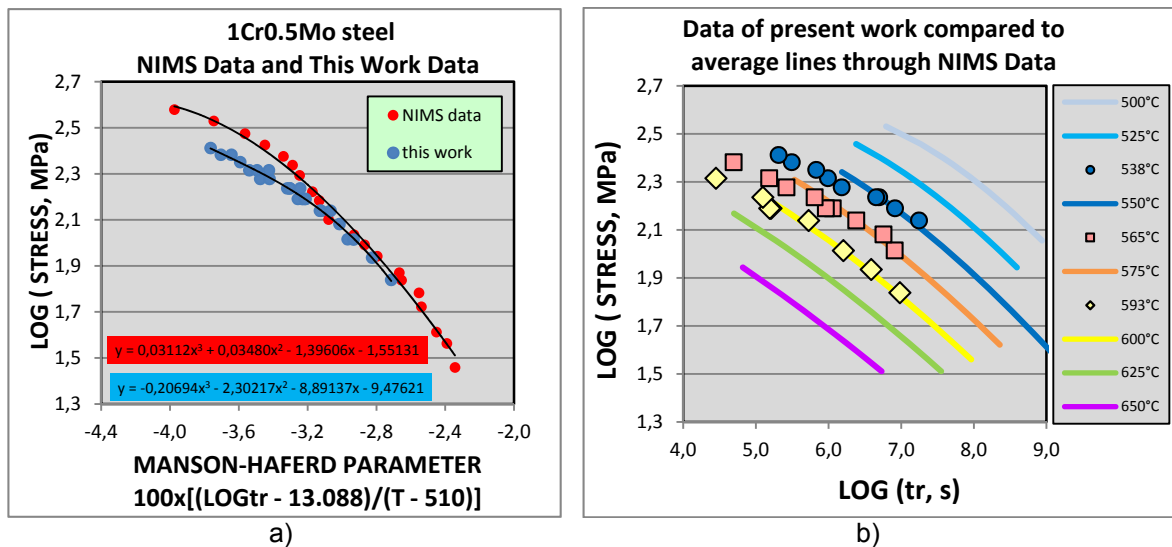 1Cr0.5Mo steel
NIMS Data and This Work Data
LOG ( STRESS, MPa)
2,7
2,5
2,3
2,1
1,9
1,7
1,5
1,3
NIMS data
this work
y = 0,03112x³ + 0,03480x² - 1,39606x - 1,55131
y = -0,20694x³ - 2,30217x² - 8,89137x - 9,47621
-4,4 -4,0 -3,6 -3,2 -2,8 -2,4 -2,0
MANSON-HAFERD PARAMETER
100x[(LOGtr - 13.088)/(T - 510)]
a)
Data of present work compared to
average lines through NIMS Data
LOG ( STRESS, MPa)
2,7
2,5
2,3
2,1
1,9
1,7
1,5
1,3
4,0 5,0 6,0 7,0 8,0 9,0
LOG (tr, s)
500°C
525°C
538°C
550°C
565°C
575°C
593°C
600°C
625°C
650°C
b)